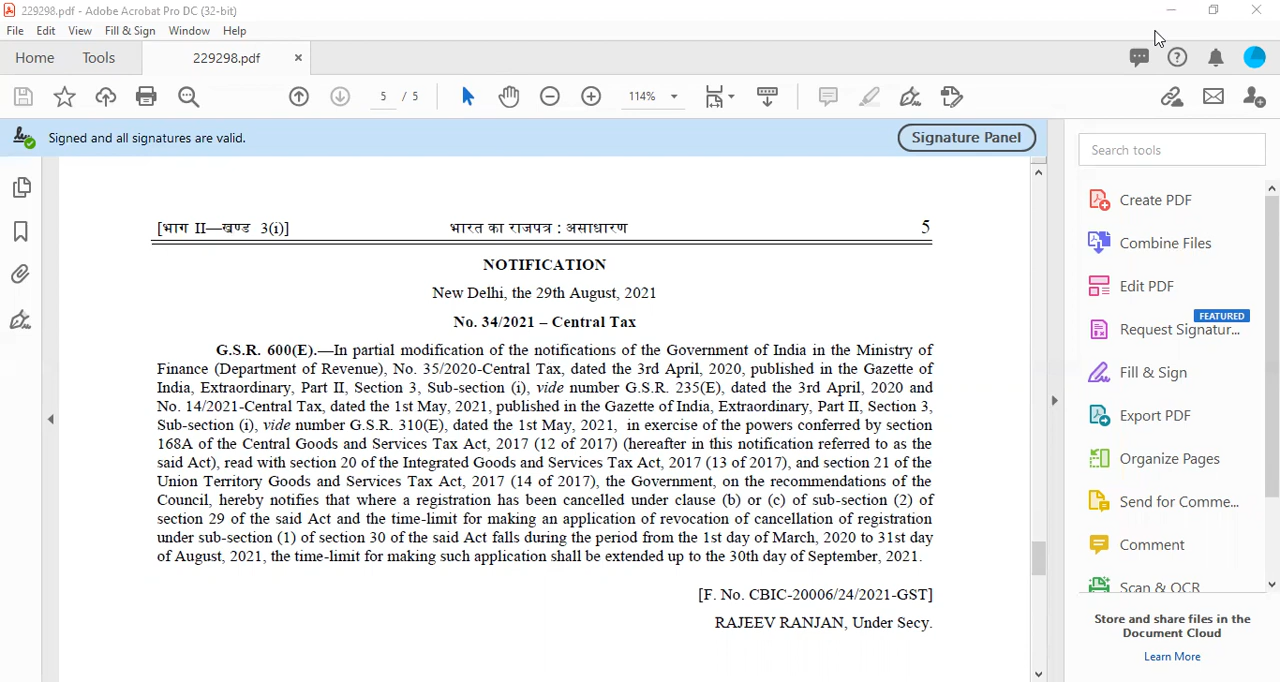 229298.pdf - Adobe Acrobat Pro DC (32-bit)
File Edit View Fill & Sign Window Help
Home Tools 229298.pdf ×
5 / 5 114%
Signed and all signatures are valid. Signature Panel
Search tools
Create PDF
Combine Files
Edit PDF
FEATURED
Request Signatur...
Fill & Sign
Export PDF
Organize Pages
Send for Comme...
Comment
Scan & OCR
Store and share files in the
Document Cloud
Learn More
[भाग II—खण्ड 3(i)] भारत का राजपत्र : असाधारण 5
NOTIFICATION
New Delhi, the 29th August, 2021
No. 34/2021 – Central Tax
G.S.R. 600(E).—In partial modification of the notifications of the Government of India in the Ministry of
Finance (Department of Revenue), No. 35/2020-Central Tax, dated the 3rd April, 2020, published in the Gazette of
India, Extraordinary, Part II, Section 3, Sub-section (i), vide number G.S.R. 235(E), dated the 3rd April, 2020 and
No. 14/2021-Central Tax, dated the 1st May, 2021, published in the Gazette of India, Extraordinary, Part II, Section 3,
Sub-section (i), vide number G.S.R. 310(E), dated the 1st May, 2021, in exercise of the powers conferred by section
168A of the Central Goods and Services Tax Act, 2017 (12 of 2017) (hereafter in this notification referred to as the
said Act), read with section 20 of the Integrated Goods and Services Tax Act, 2017 (13 of 2017), and section 21 of the
Union Territory Goods and Services Tax Act, 2017 (14 of 2017), the Government, on the recommendations of the
Council, hereby notifies that where a registration has been cancelled under clause (b) or (c) of sub-section (2) of
section 29 of the said Act and the time-limit for making an application of revocation of cancellation of registration
under sub-section (1) of section 30 of the said Act falls during the period from the 1st day of March, 2020 to 31st day
of August, 2021, the time-limit for making such application shall be extended up to the 30th day of September, 2021.
[F. No. CBIC-20006/24/2021-GST]
RAJEEV RANJAN, Under Secy.